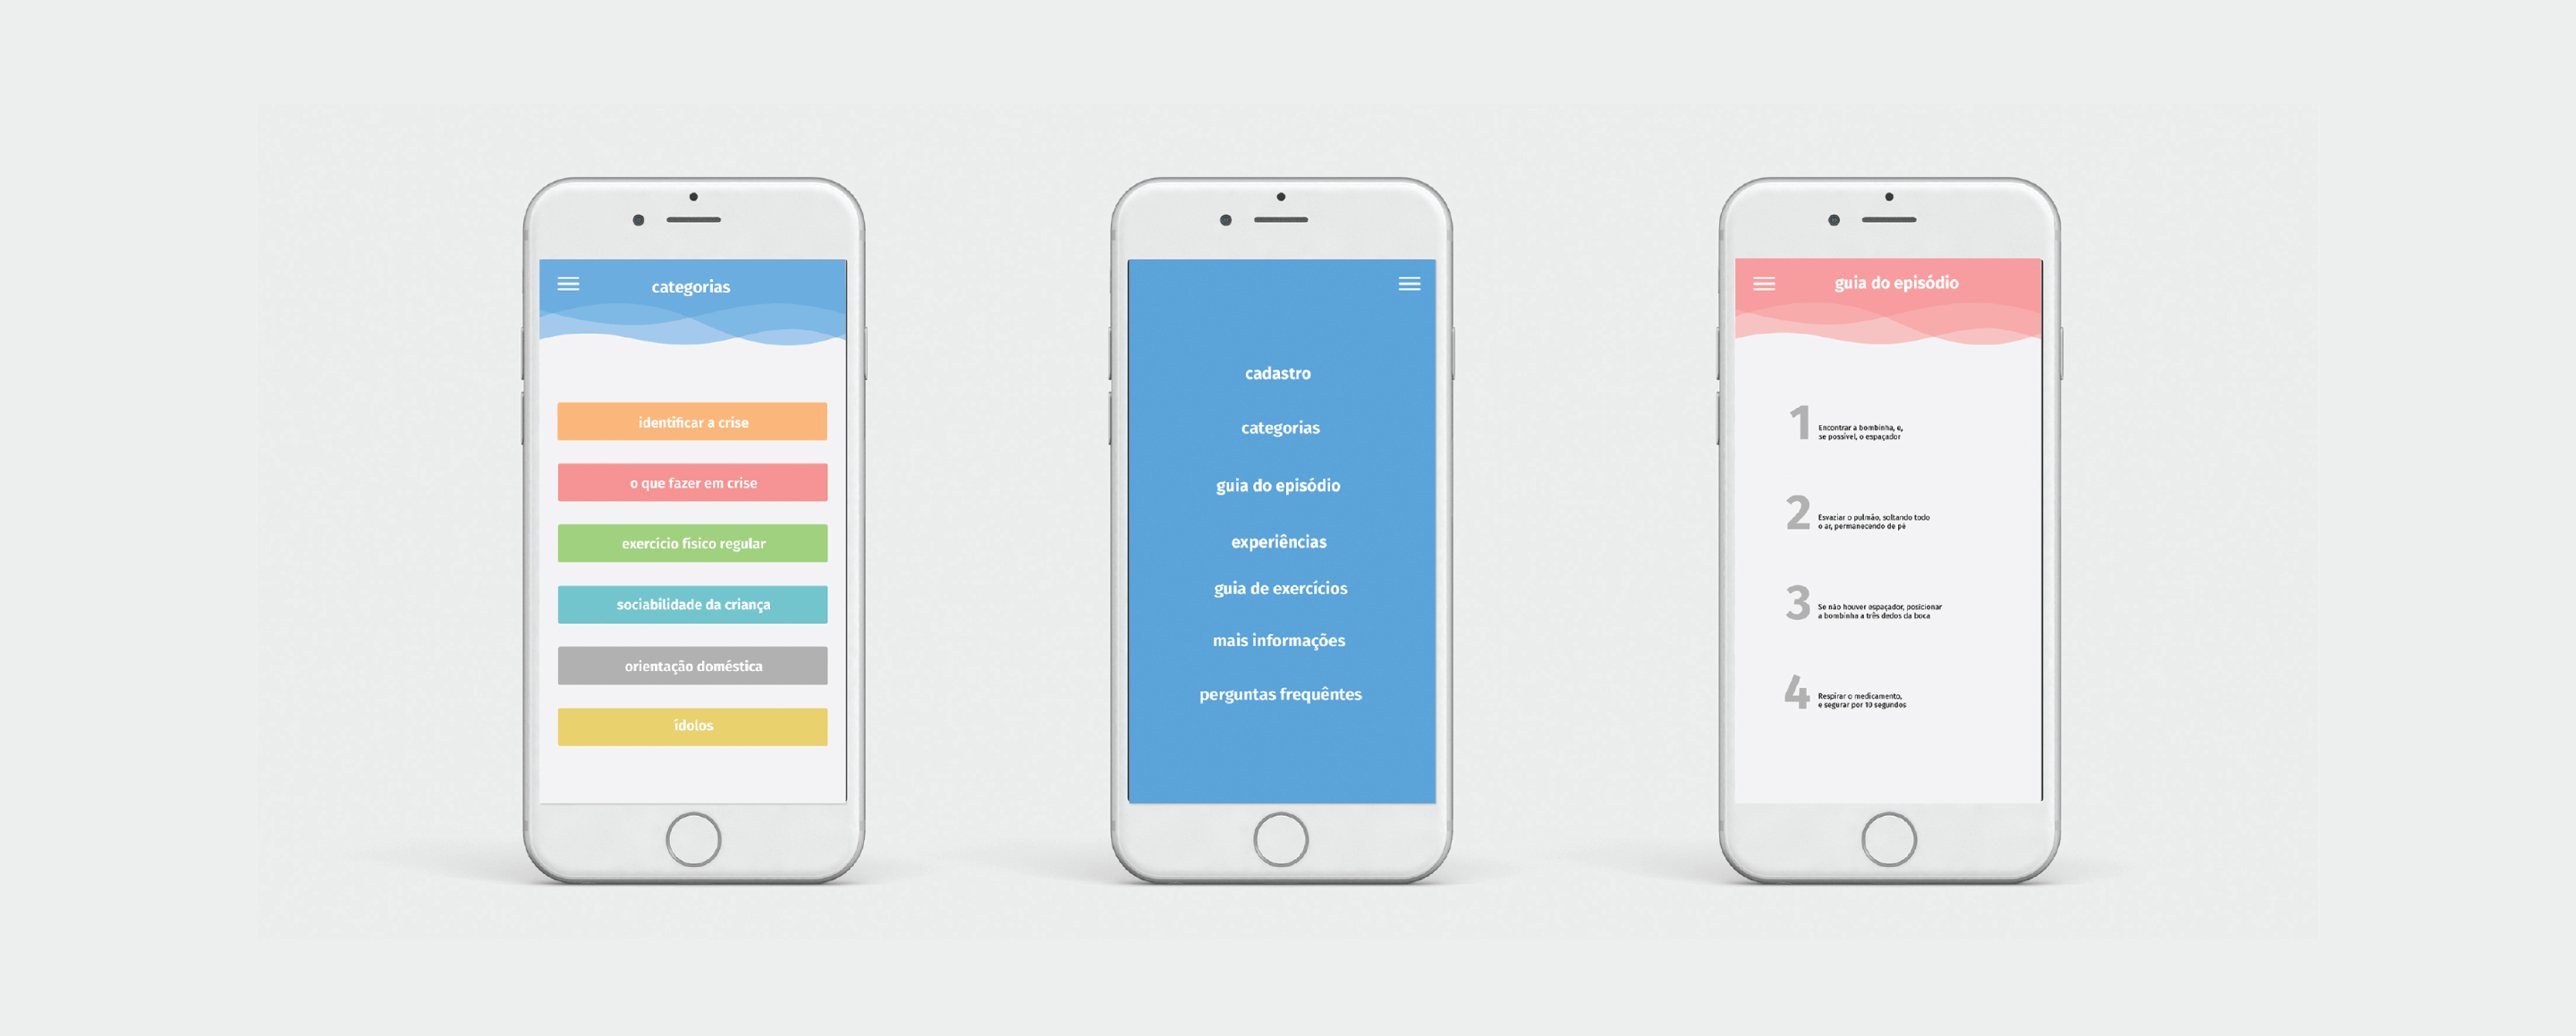 categorias
identificar a crise
o que fazer em crise
exercício físico regular
sociabilidade da criança
orientação doméstica
ídolos
cadastro
categorias
guia do episódio
experiências
guia de exercícios
mais informações
perguntas frequêntes
guia do episódio
1
Encontrar a bombinha, e,
se possível, o espaçador
2
Esvaziar o pulmão, soltando todo
o ar, permanecendo de pé
3
Se não houver espaçador, posicionar
a bombinha a três dedos da boca
4
Respirar o medicamento,
e segurar por 10 segundos